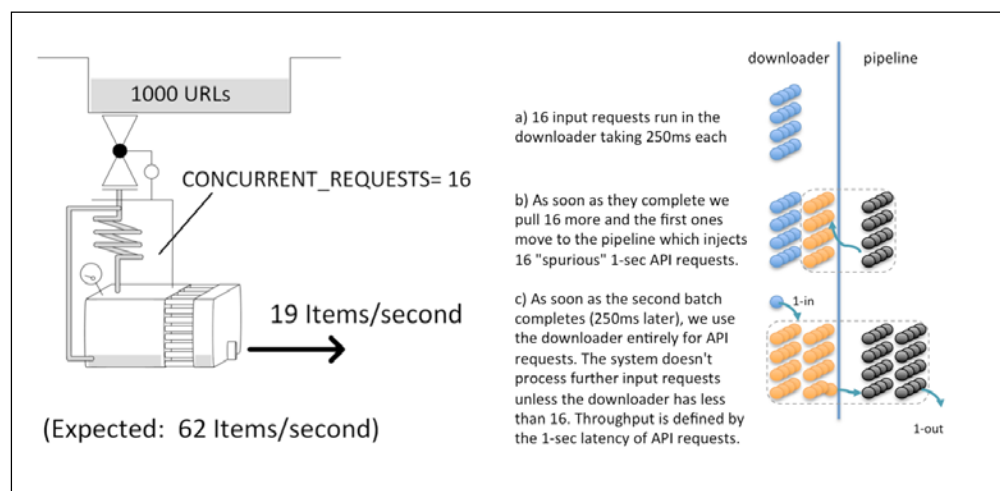 1000 URLs
CONCURRENT_REQUESTS= 16
19 Items/second
(Expected: 62 Items/second)
downloader
pipeline
a) 16 input requests run in the
downloader taking 250ms each
b) As soon as they complete we
pull 16 more and the first ones
move to the pipeline which injects
16 "spurious" 1-sec API requests.
c) As soon as the second batch
completes (250ms later), we use
the downloader entirely for API
requests. The system doesn't
process further input requests
unless the downloader has less
than 16. Throughput is defined by
the 1-sec latency of API requests.
1-in
1-out